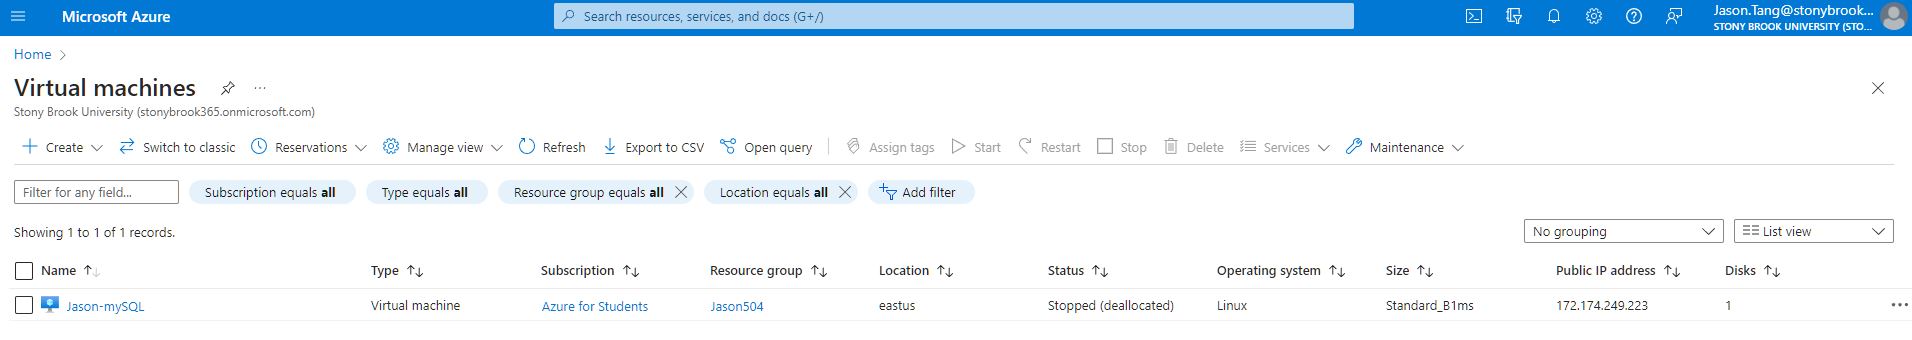 Microsoft Azure
Search resources, services, and docs (G+/)
Jason.Tang@stonybrook...
STONY BROOK UNIVERSITY (STO...
Home
Virtual machines
Stony Brook University (stonybrook365.onmicrosoft.com)
Create Switch to classic Reservations Manage view Refresh Export to CSV Open query Assign tags Start Restart Stop Delete Services Maintenance
Filter for any field... Subscription equals all Type equals all Resource group equals all Location equals all Add filter
Showing 1 to 1 of 1 records. No grouping List view
Name Type Subscription Resource group Location Status Operating system Size Public IP address Disks
Jason-mySQL Virtual machine Azure for Students Jason504 eastus Stopped (deallocated) Linux Standard_B1ms 172.174.249.223 1